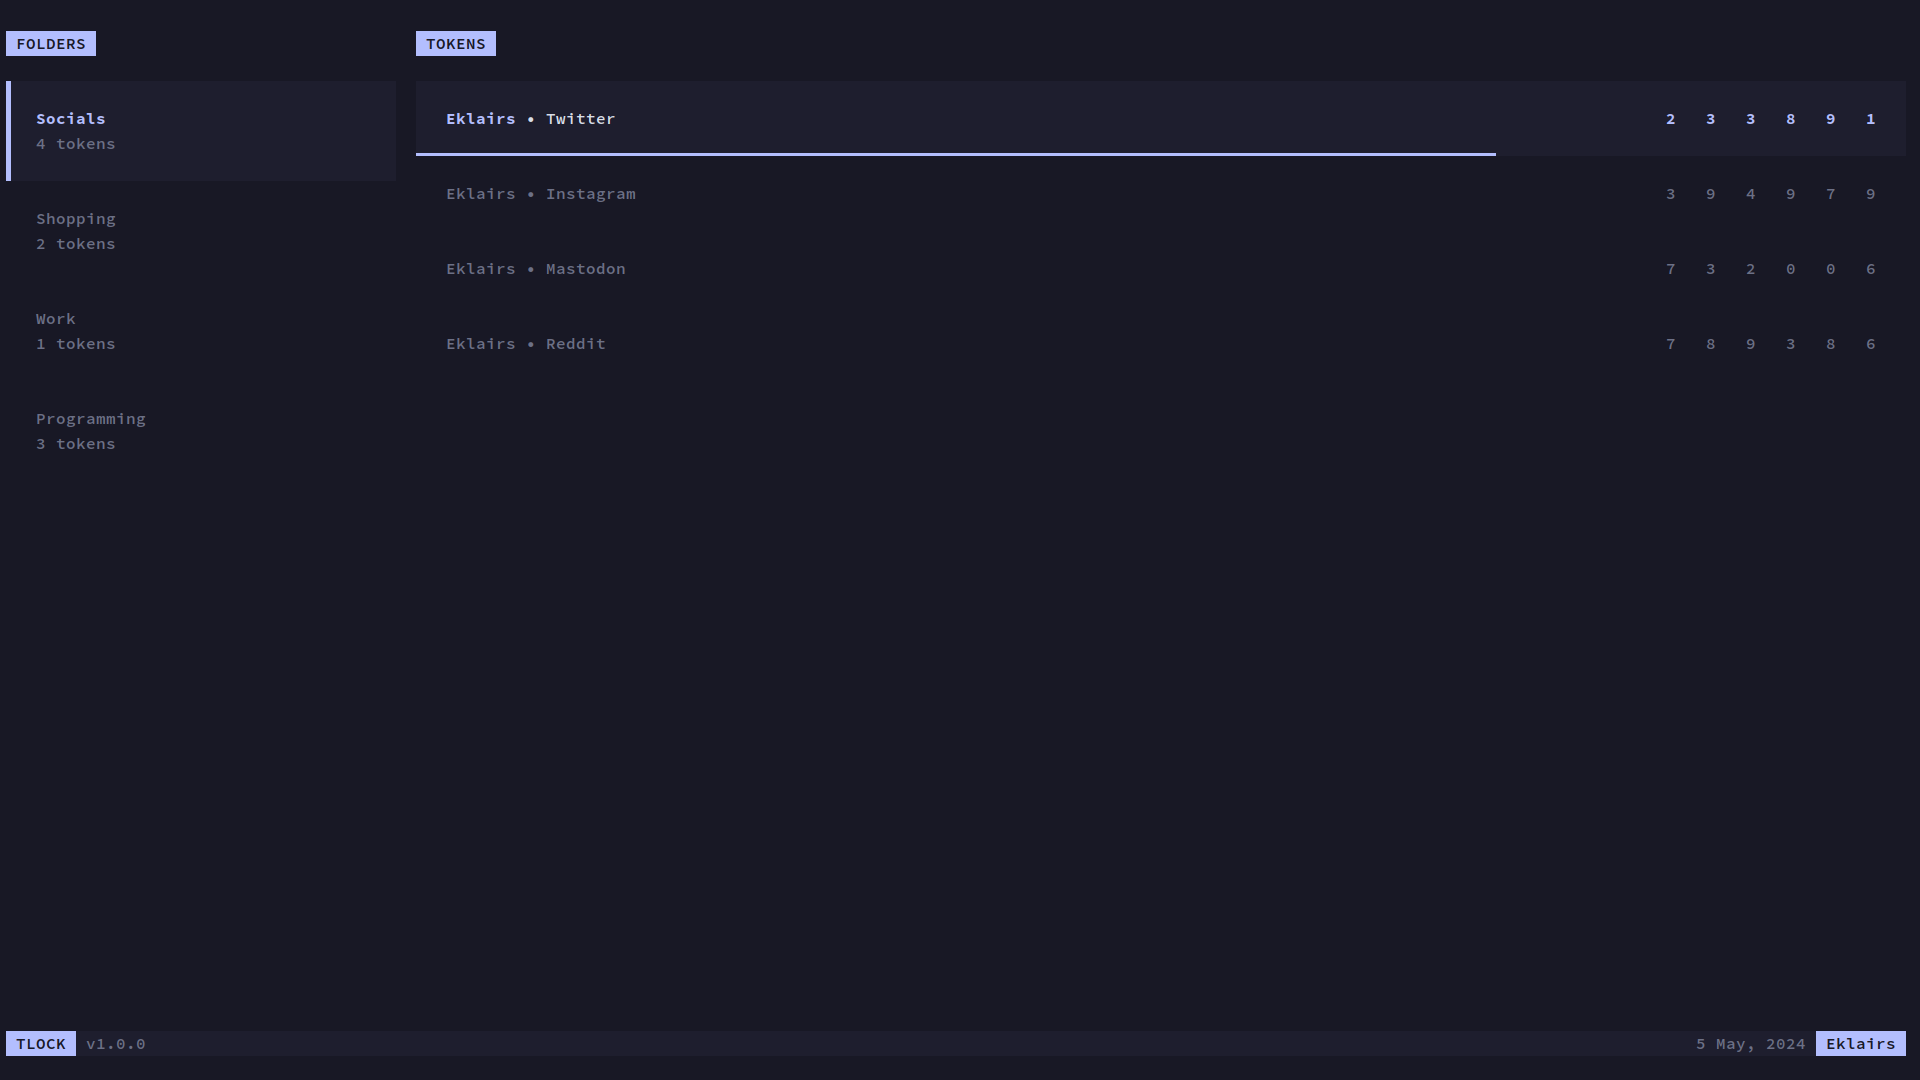 FOLDERS
Socials
4 tokens
Shopping
2 tokens
Work
1 tokens
Programming
3 tokens
TOKENS
Eklairs • Twitter 2 3 3 8 9 1
Eklairs • Instagram 3 9 4 9 7 9
Eklairs • Mastodon 7 3 2 0 0 6
Eklairs • Reddit 7 8 9 3 8 6
TLOCK v1.0.0 5 May, 2024 Eklairs